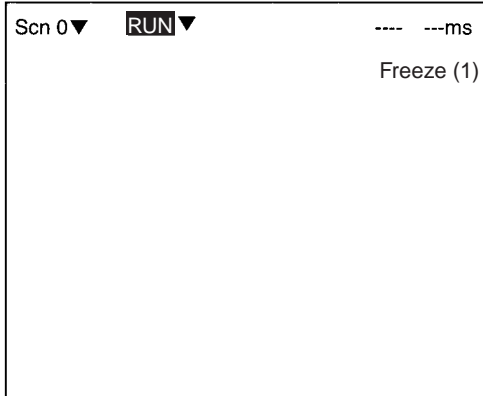 Scn 0▼ RUN▼ ---- ---ms
Freeze (1)